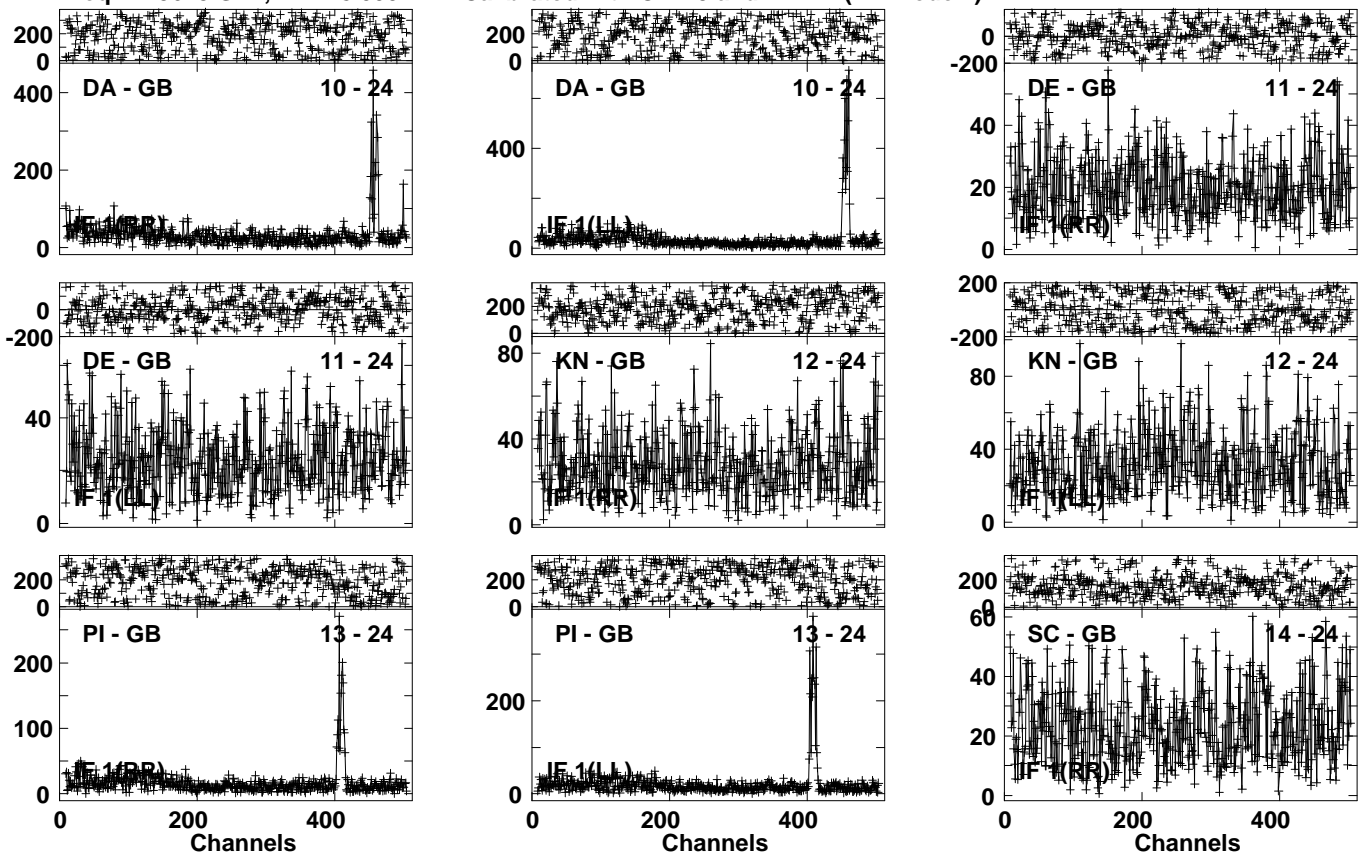 200
0
200
0
0
-200
DA - GB 10 - 24
400
200
0
IF 1(RR)
DA - GB 10 - 24
400
0
IF 1(LL)
DE - GB 11 - 24
60
40
20
0
IF 1(RR)
0
-200
200
0
200
-200
DE - GB 11 - 24
40
0
IF 1(LL)
KN - GB 12 - 24
80
40
0
IF 1(RR)
KN - GB 12 - 24
80
40
0
IF 1(LL)
200
0
200
0
200
0
PI - GB 13 - 24
200
100
0
IF 1(RR)
PI - GB 13 - 24
200
0
IF 1(LL)
SC - GB 14 - 24
60
40
20
0
IF 1(RR)
0 200 400
Channels
200 400
Channels
0 200 400
Channels